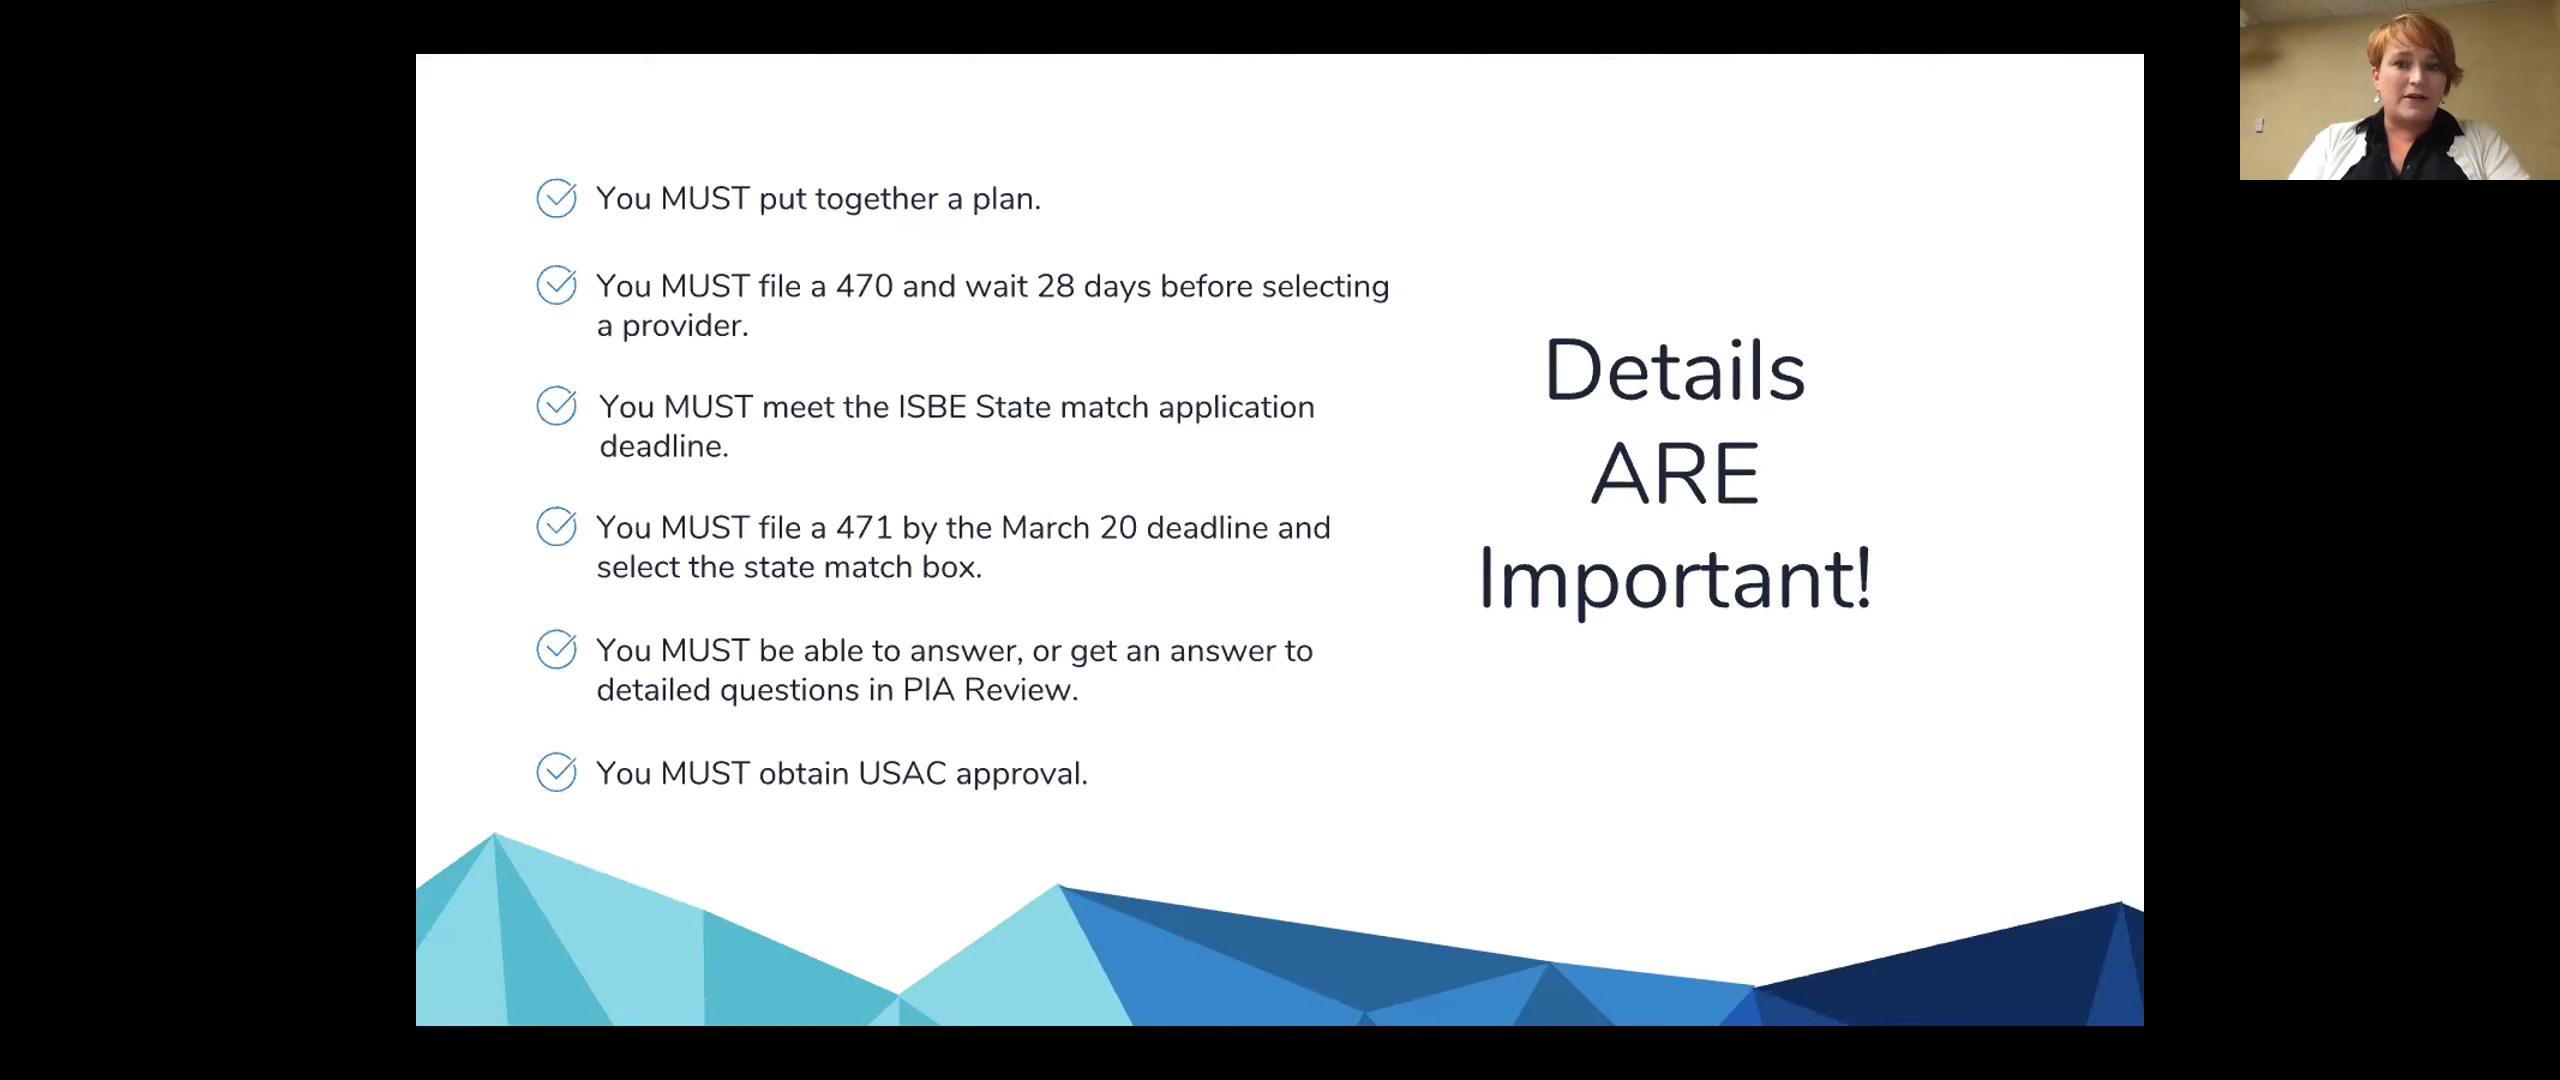 You MUST put together a plan.
You MUST file a 470 and wait 28 days before selecting
a provider.
You MUST meet the ISBE State match application
deadline.
You MUST file a 471 by the March 20 deadline and
select the state match box.
You MUST be able to answer, or get an answer to
detailed questions in PIA Review.
You MUST obtain USAC approval.
Details
ARE
Important!